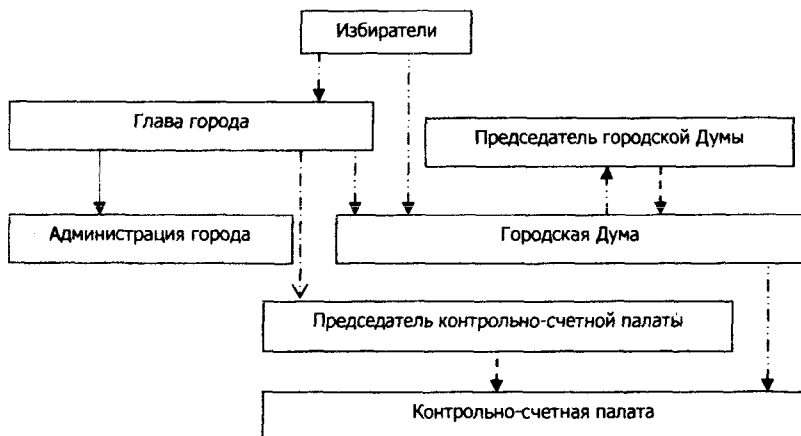 Избиратели
Глава города
Председатель городской Думы
Администрация города
Городская Дума
Председатель контрольно-счетной палаты
Контрольно-счетная палата